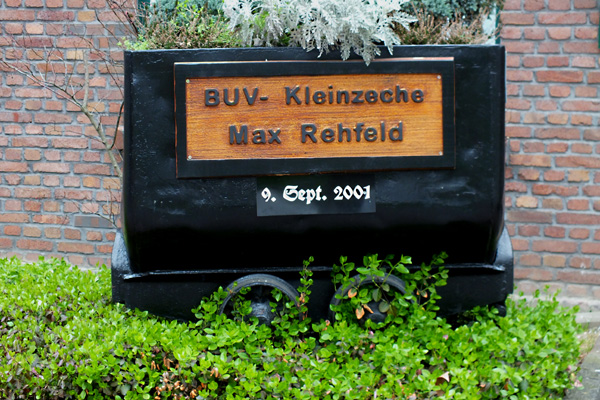 BUV- Kleinzeche
Max Rehfeld
9. Sept. 2001